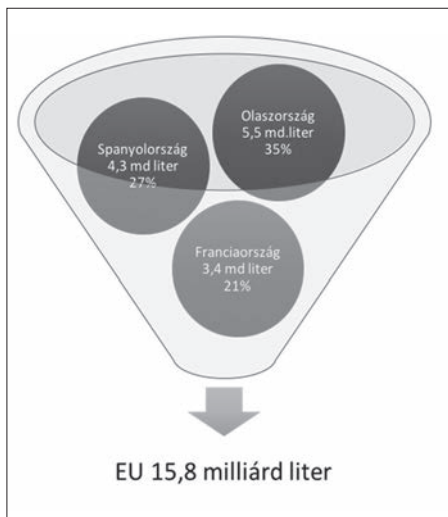 Olaszország
5,5 md.liter
35%
Spanyolország
4,3 md liter
27%
Franciaország
3,4 md liter
21%
EU 15,8 milliárd liter